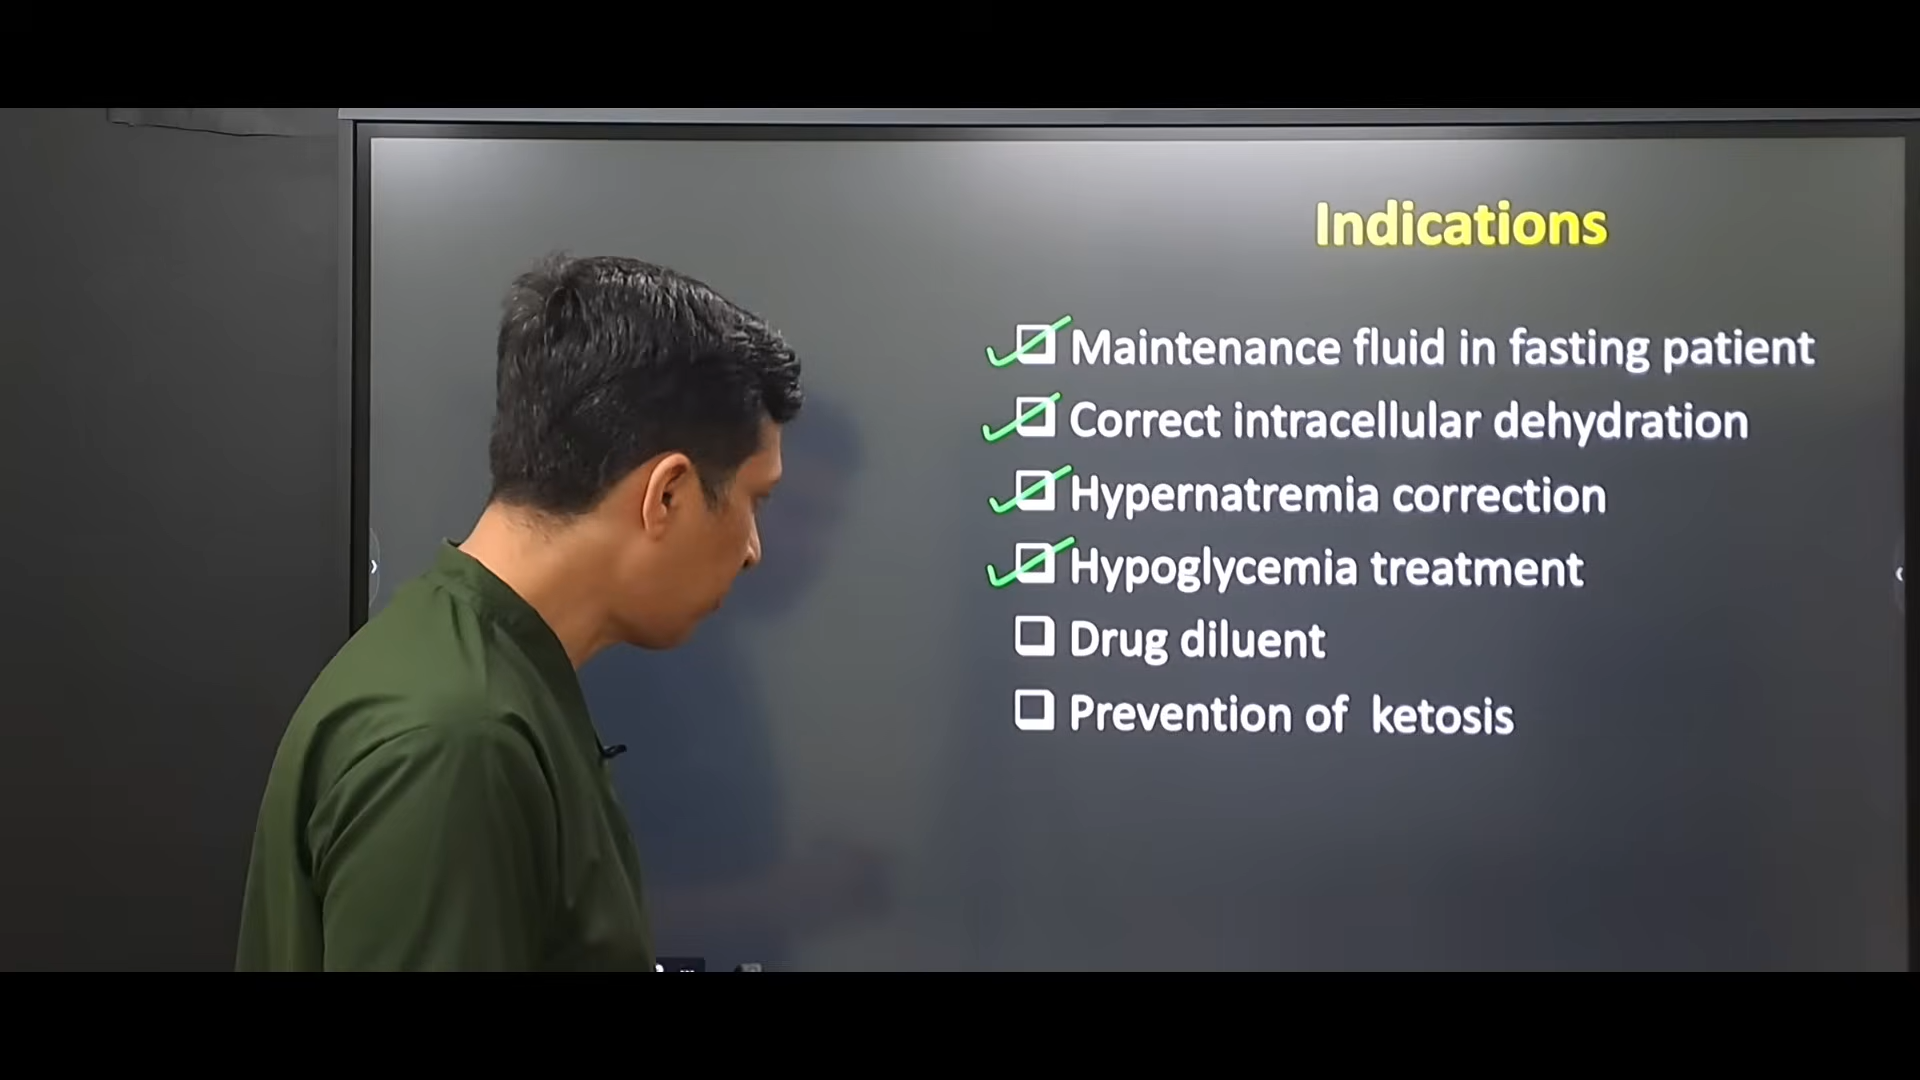 Indications
Maintenance fluid in fasting patient
Correct intracellular dehydration
Hypernatremia correction
Hypoglycemia treatment
Drug diluent
Prevention of ketosis